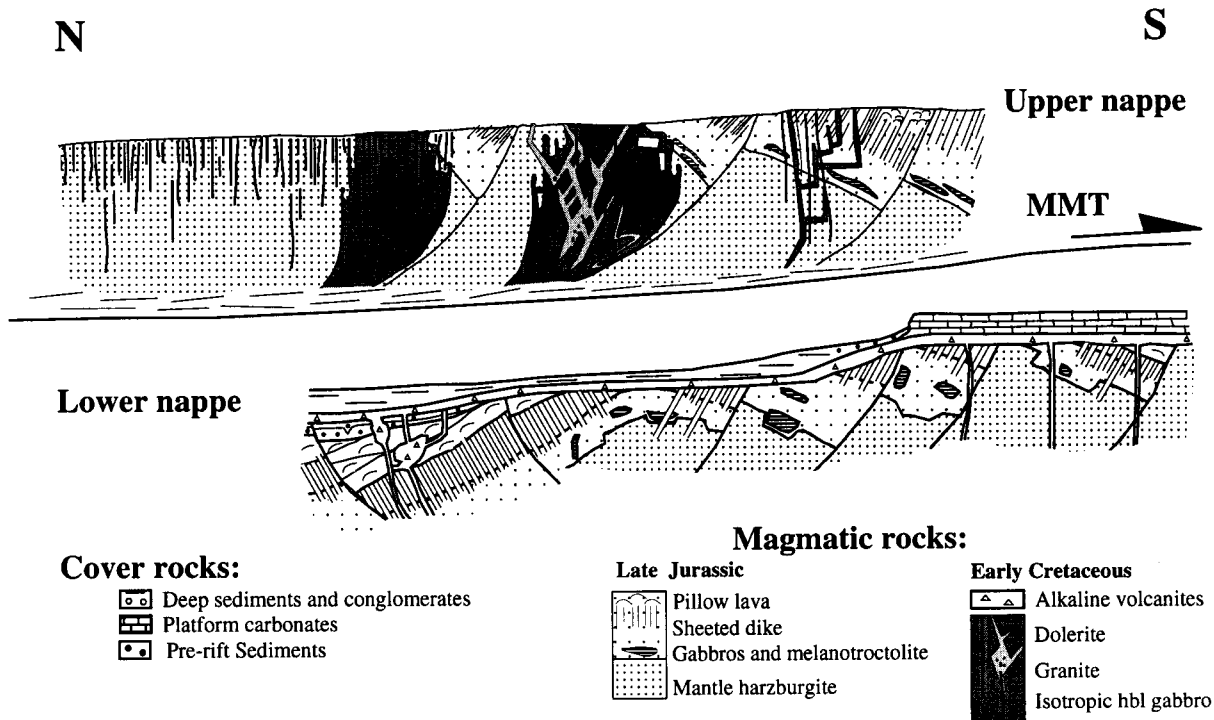 N
S
Upper nappe
MMT
Lower nappe
Cover rocks:
Deep sediments and conglomerates
Platform carbonates
Pre-rift Sediments
Magmatic rocks:
Late Jurassic
Pillow lava
Sheeted dike
Gabbros and melanotroctolite
Mantle harzburgite
Early Cretaceous
Alkaline volcanites
Dolerite
Granite
Isotropic hbl gabbro